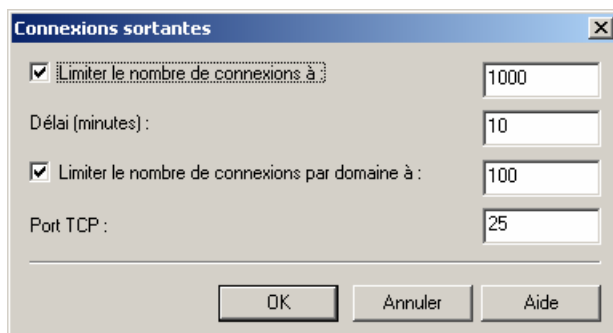 Connexions sortantes
Limiter le nombre de connexions à : 1000
Délai (minutes) : 10
Limiter le nombre de connexions par domaine à : 100
Port TCP : 25
OK Annuler Aide